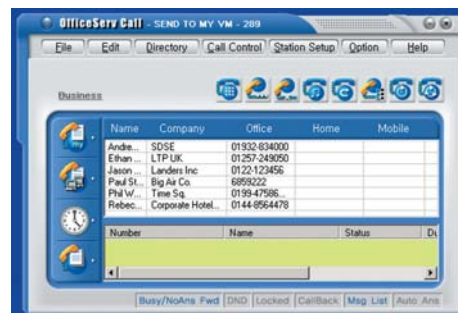 OfficeServ Call - SEND TO MY VM - 289
File Edit Directory Call Control Station Setup Option Help
Business
Name Company Office Home Mobile
Andre... SDSE 01932-834000
Ethan ... LTP UK 01257-249050
Jason ... Landers Inc 0122-123456
Paul St... Big Air Co. 6859222
Phil W... Time Sq. 0199-47586...
Rebec... Corporate Hotel... 0144-8564478
Number Name Status Du
Busy/NoAns Fwd DND Locked CallBack Msg List Auto Ans